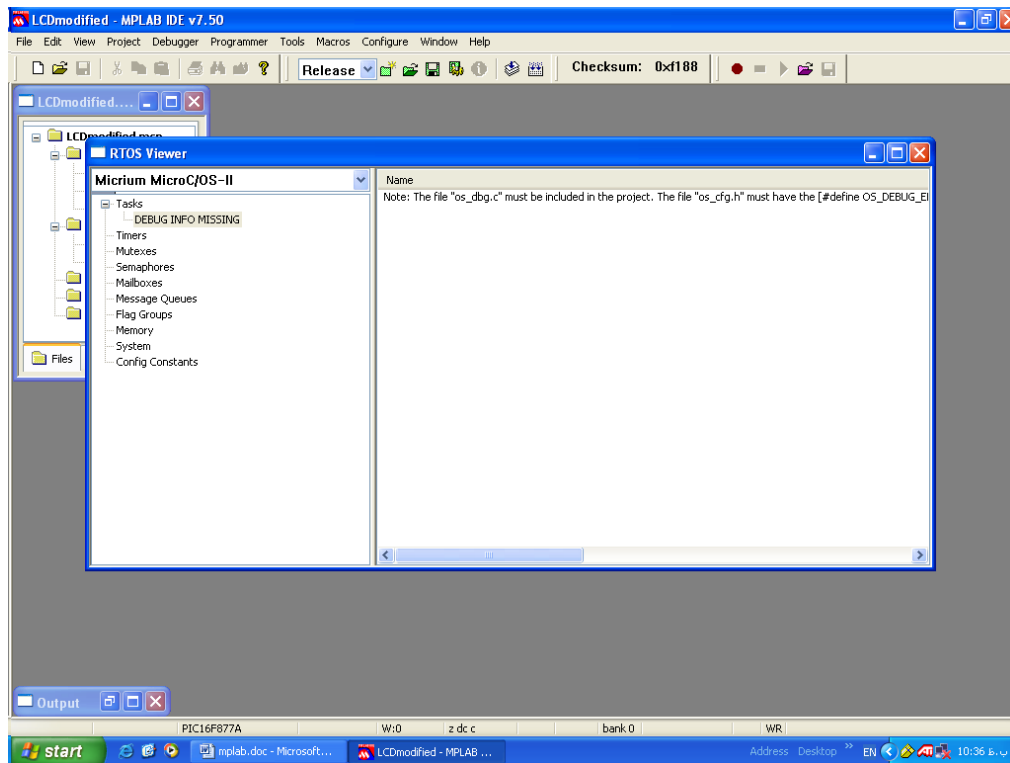 LCDmodified - MPLAB IDE v7.50
File Edit View Project Debugger Programmer Tools Macros Configure Window Help
Release Checksum: 0xf188
LCDmodified....
LCDmodified.mcp
RTOS Viewer
Micrium MicroC/OS-II
Name
Note: The file "os_dbg.c" must be included in the project. The file "os_cfg.h" must have the [#define OS_DEBUG_E
Tasks
DEBUG INFO MISSING
Timers
Mutexes
Semaphores
Mailboxes
Message Queues
Flag Groups
Memory
System
Config Constants
Files
Output
PIC16F877A W:0 z dc c bank 0 WR
start mplab.doc - Microsoft... LCDmodified - MPLAB ... Address Desktop » EN ATI 10:36 ب.ظ